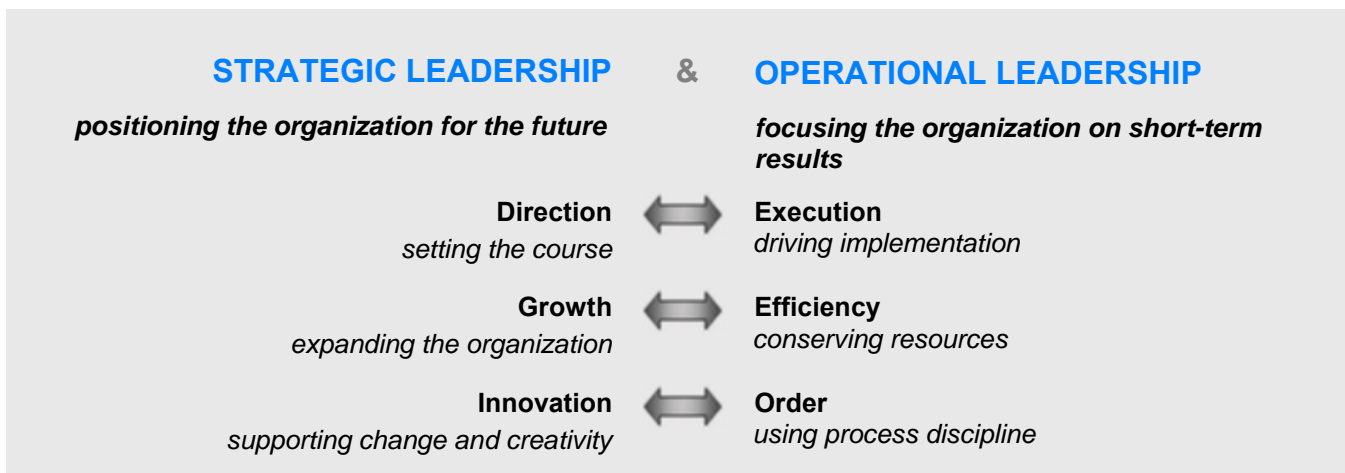 STRATEGIC LEADERSHIP & OPERATIONAL LEADERSHIP
positioning the organization for the future
focusing the organization on short-term
results
Direction
setting the course
Execution
driving implementation
Growth
expanding the organization
Efficiency
conserving resources
Innovation
supporting change and creativity
Order
using process discipline